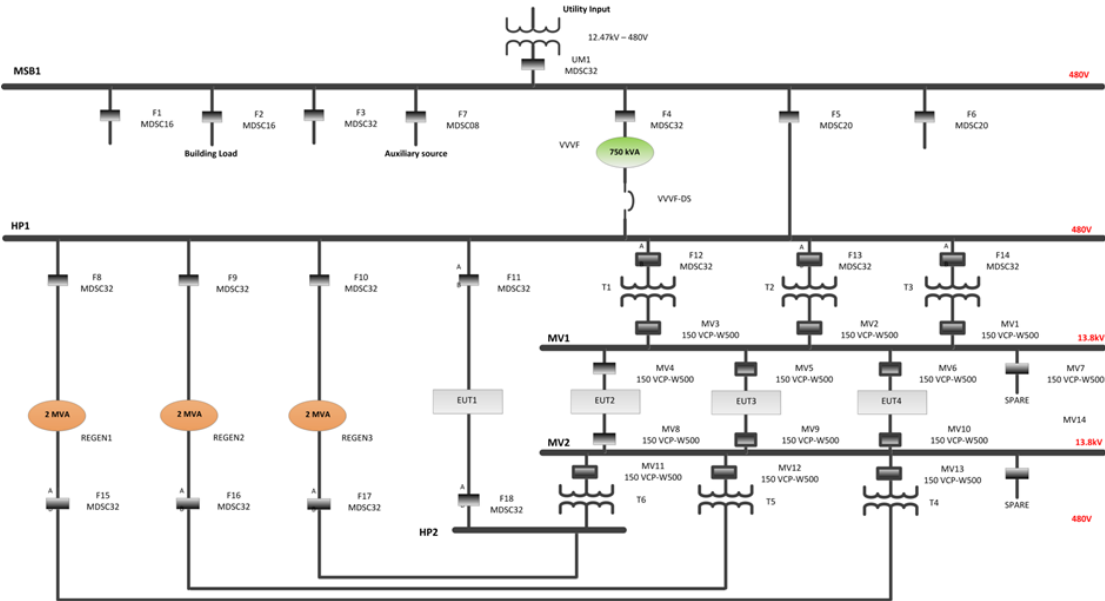 Utility Input
12.47kV – 480V
UM1
MDSC32
MSB1
480V
F1
MDSC16
F2
MDSC16
Building Load
F3
MDSC32
F7
MDSC08
Auxiliary source
F4
MDSC32
VVVF
750 kVA
VVVF-DS
F5
MDSC20
F6
MDSC20
HP1
480V
F8
MDSC32
F9
MDSC32
F10
MDSC32
A
F11
MDSC32
A
F12
MDSC32
T1
A
F13
MDSC32
T2
A
F14
MDSC32
T3
MV3
150 VCP-W500
MV2
150 VCP-W500
MV1
150 VCP-W500
MV1
13.8kV
MV4
150 VCP-W500
MV5
150 VCP-W500
MV6
150 VCP-W500
MV7
150 VCP-W500
SPARE
EUT1
EUT2
EUT3
EUT4
2 MVA
REGEN1
2 MVA
REGEN2
2 MVA
REGEN3
MV8
150 VCP-W500
MV9
150 VCP-W500
MV10
150 VCP-W500
MV14
MV2
13.8kV
MV11
150 VCP-W500
T6
MV12
150 VCP-W500
T5
MV13
150 VCP-W500
T4
SPARE
A
F15
MDSC32
A
F16
MDSC32
A
F17
MDSC32
A
F18
MDSC32
480V
HP2